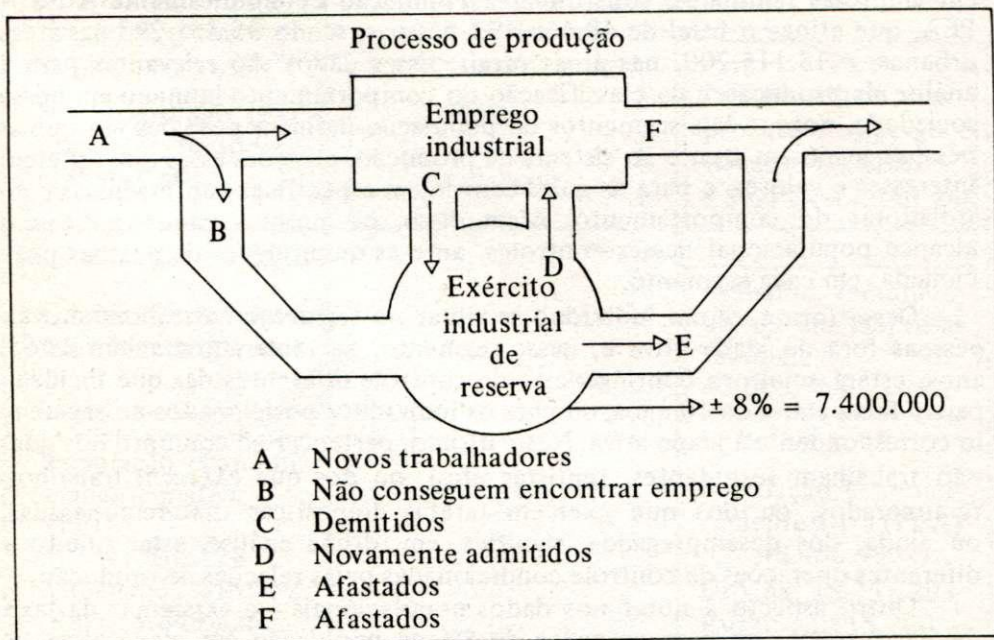 Processo de produção
A
Emprego
industrial
F
C
B
D
Exército
industrial
de
reserva
E
± 8% = 7.400.000
A Novos trabalhadores
B Não conseguem encontrar emprego
C Demitidos
D Novamente admitidos
E Afastados
F Afastados